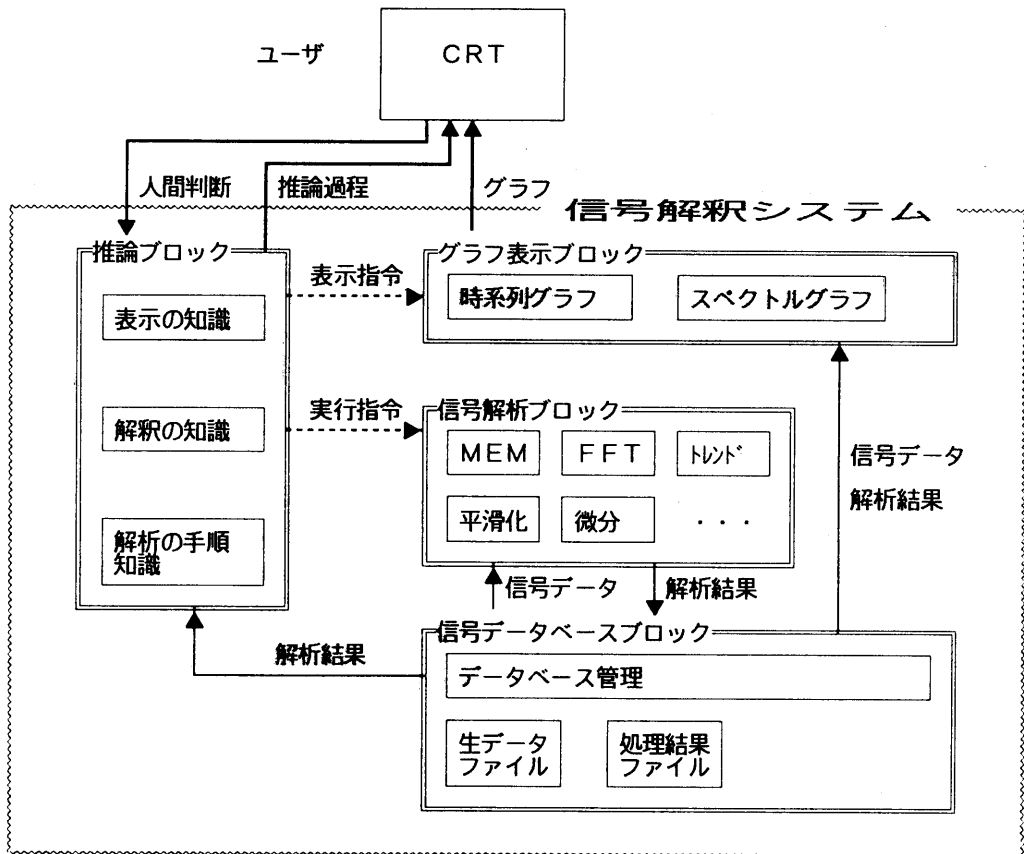 ユーザ
CRT
人間判断
推論過程
グラフ
信号解釈システム
推論ブロック
表示の知識
解釈の知識
解析の手順
知識
表示指令
実行指令
グラフ表示ブロック
時系列グラフ
スペクトルグラフ
信号解析ブロック
MEM
FFT
ﾄﾚﾝﾄﾞ
平滑化
微分
・・・
信号データ
解析結果
信号データ
解析結果
解析結果
信号データベースブロック
データベース管理
生データ
ファイル
処理結果
ファイル